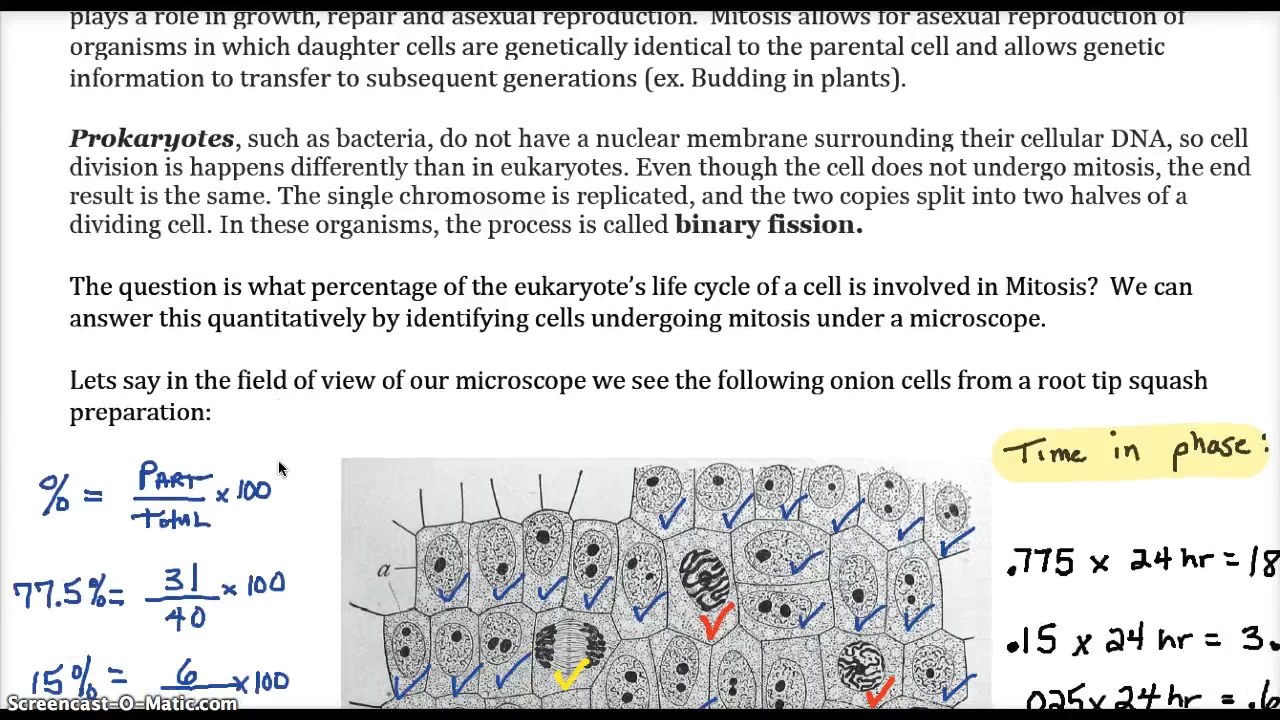 plays a role in growth, repair and asexual reproduction. Mitosis allows for asexual reproduction of
organisms in which daughter cells are genetically identical to the parental cell and allows genetic
information to transfer to subsequent generations (ex. Budding in plants).
Prokaryotes, such as bacteria, do not have a nuclear membrane surrounding their cellular DNA, so cell
division is happens differently than in eukaryotes. Even though the cell does not undergo mitosis, the end
result is the same. The single chromosome is replicated, and the two copies split into two halves of a
dividing cell. In these organisms, the process is called binary fission.
The question is what percentage of the eukaryote's life cycle of a cell is involved in Mitosis? We can
answer this quantitatively by identifying cells undergoing mitosis under a microscope.
Lets say in the field of view of our microscope we see the following onion cells from a root tip squash
preparation:
Time in phase:
% = PART / TOTAL x 100
a
.775 x 24 hr = 18
77.5% = 31 / 40 x 100
.15 x 24 hr = 3.
15% = 6 x 100
.025 x 24 hr = .6
Screencast-O-Matic.com